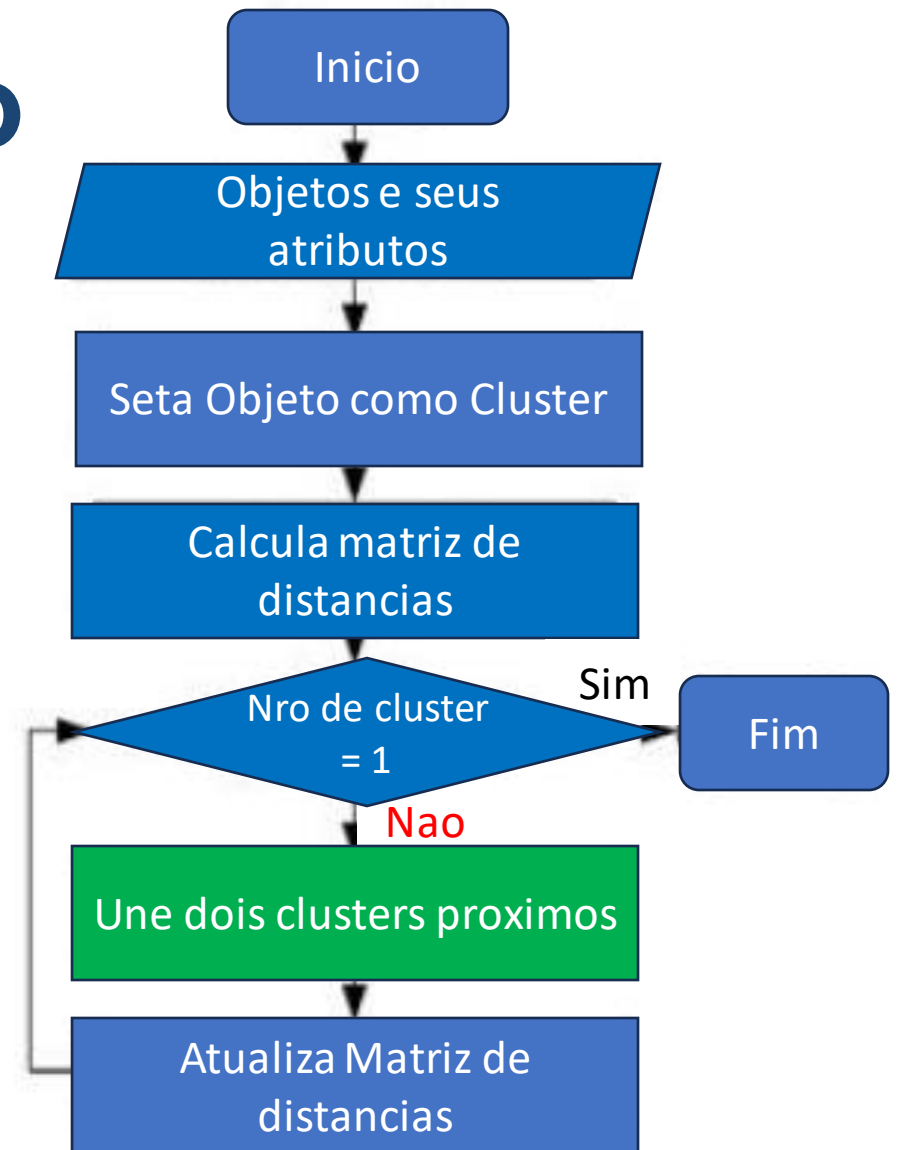 Inicio
Objetos e seus
atributos
Seta Objeto como Cluster
Calcula matriz de
distancias
Nro de cluster
= 1
Sim
Fim
Nao
Une dois clusters proximos
Atualiza Matriz de
distancias